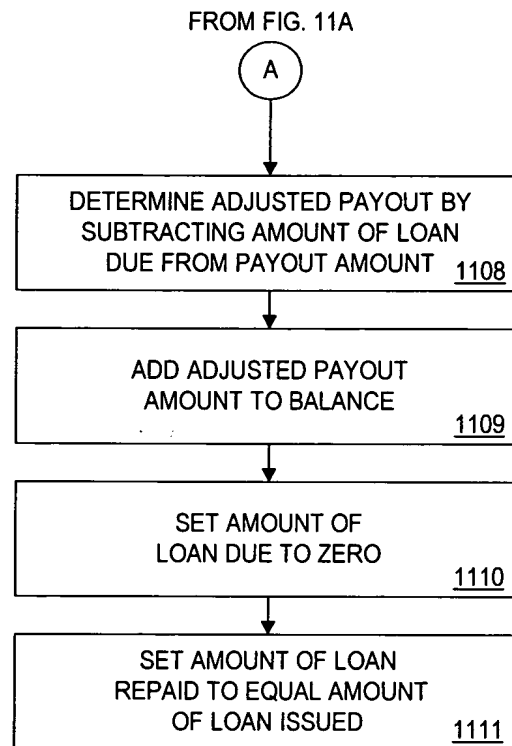 FROM FIG. 11A
A
DETERMINE ADJUSTED PAYOUT BY
SUBTRACTING AMOUNT OF LOAN
DUE FROM PAYOUT AMOUNT
1108
ADD ADJUSTED PAYOUT
AMOUNT TO BALANCE
1109
SET AMOUNT OF
LOAN DUE TO ZERO
1110
SET AMOUNT OF LOAN
REPAID TO EQUAL AMOUNT
OF LOAN ISSUED
1111